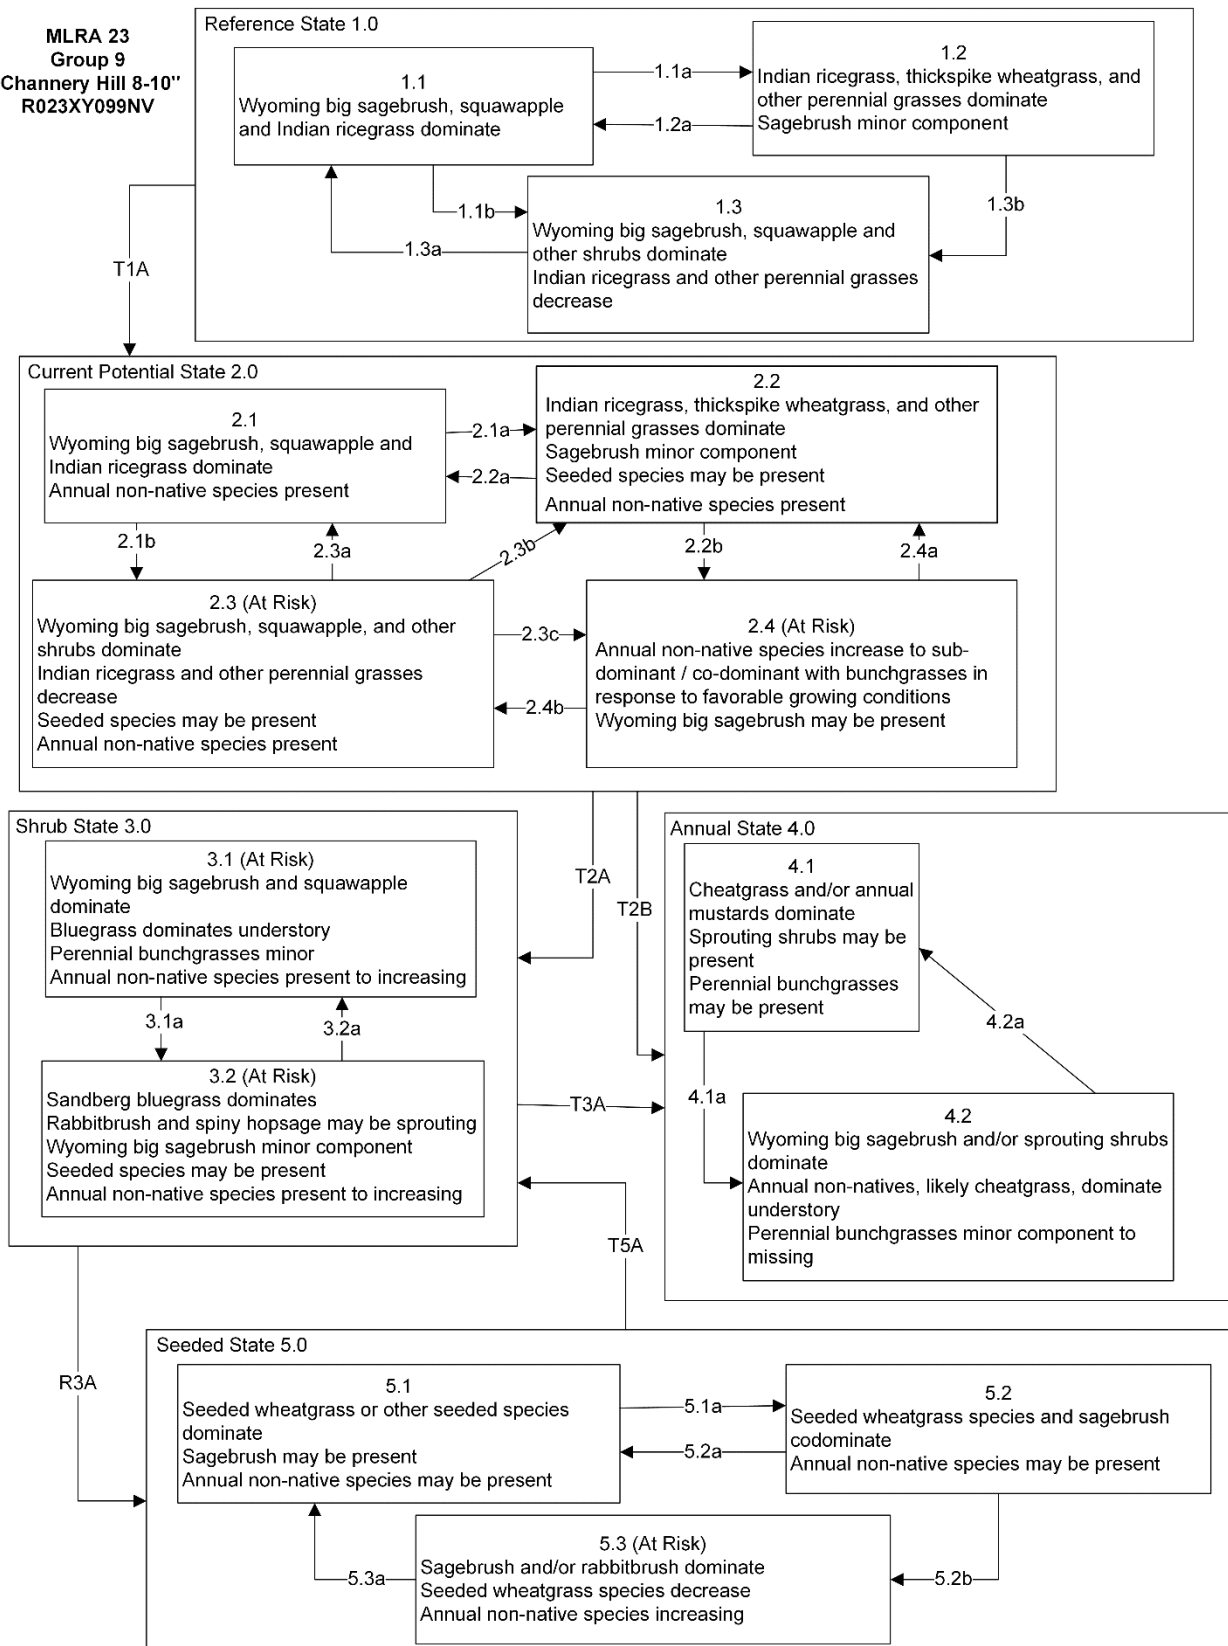 MLRA 23
Group 9
Channery Hill 8-10"
R023XY099NV
Reference State 1.0
1.1
Wyoming big sagebrush, squawapple
and Indian ricegrass dominate
1.1a
1.2a
1.2
Indian ricegrass, thickspike wheatgrass, and
other perennial grasses dominate
Sagebrush minor component
1.1b
1.3a
1.3
Wyoming big sagebrush, squawapple and
other shrubs dominate
Indian ricegrass and other perennial grasses
decrease
1.3b
T1A
Current Potential State 2.0
2.1
Wyoming big sagebrush, squawapple and
Indian ricegrass dominate
Annual non-native species present
2.1a
2.2a
2.2
Indian ricegrass, thickspike wheatgrass, and other
perennial grasses dominate
Sagebrush minor component
Seeded species may be present
Annual non-native species present
2.1b
2.3a
2.3b
2.2b
2.4a
2.3 (At Risk)
Wyoming big sagebrush, squawapple, and other
shrubs dominate
Indian ricegrass and other perennial grasses
decrease
Seeded species may be present
Annual non-native species present
2.3c
2.4b
2.4 (At Risk)
Annual non-native species increase to sub-
dominant / co-dominant with bunchgrasses in
response to favorable growing conditions
Wyoming big sagebrush may be present
T2A
T2B
Shrub State 3.0
3.1 (At Risk)
Wyoming big sagebrush and squawapple
dominate
Bluegrass dominates understory
Perennial bunchgrasses minor
Annual non-native species present to increasing
3.1a
3.2a
3.2 (At Risk)
Sandberg bluegrass dominates
Rabbitbrush and spiny hopsage may be sprouting
Wyoming big sagebrush minor component
Seeded species may be present
Annual non-native species present to increasing
T3A
Annual State 4.0
4.1
Cheatgrass and/or annual
mustards dominate
Sprouting shrubs may be
present
Perennial bunchgrasses
may be present
4.1a
4.2a
4.2
Wyoming big sagebrush and/or sprouting shrubs
dominate
Annual non-natives, likely cheatgrass, dominate
understory
Perennial bunchgrasses minor component to
missing
T5A
R3A
Seeded State 5.0
5.1
Seeded wheatgrass or other seeded species
dominate
Sagebrush may be present
Annual non-native species may be present
5.1a
5.2a
5.2
Seeded wheatgrass species and sagebrush
codominate
Annual non-native species may be present
5.3a
5.3 (At Risk)
Sagebrush and/or rabbitbrush dominate
Seeded wheatgrass species decrease
Annual non-native species increasing
5.2b